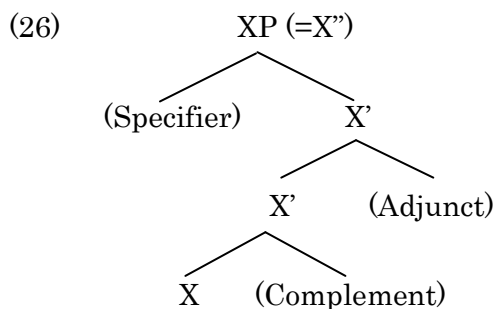 (26) XP (=X”)
(Specifier) X’
X’ (Adjunct)
X (Complement)